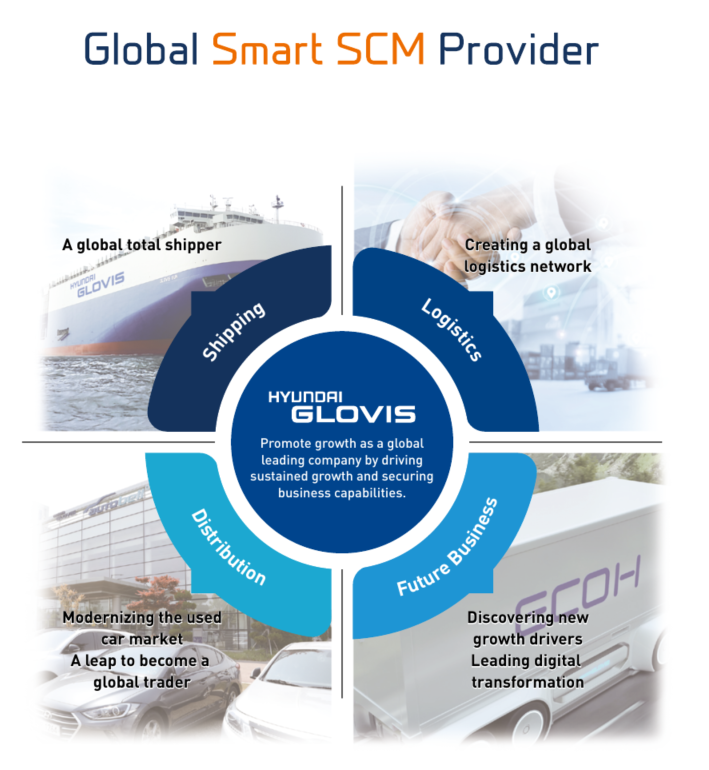 Global Smart SCM Provider
A global total shipper
HYUNDAI
GLOVIS
Shipping
Creating a global
logistics network
Logistics
HYUNDAI
GLOVIS
Promote growth as a global
leading company by driving
sustained growth and securing
business capabilities.
Distribution
Modernizing the used
car market
A leap to become a
global trader
Future Business
ECOH
Discovering new
growth drivers
Leading digital
transformation